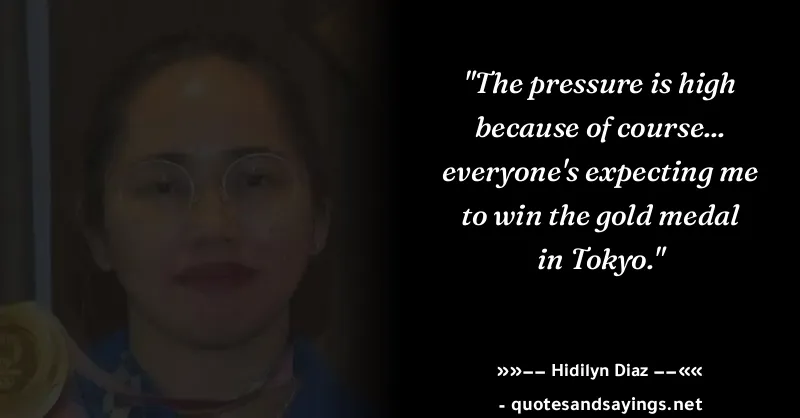 "The pressure is high
because of course...
everyone's expecting me
to win the gold medal
in Tokyo."
»»−− Hidilyn Diaz −−««
- quotesandsayings.net